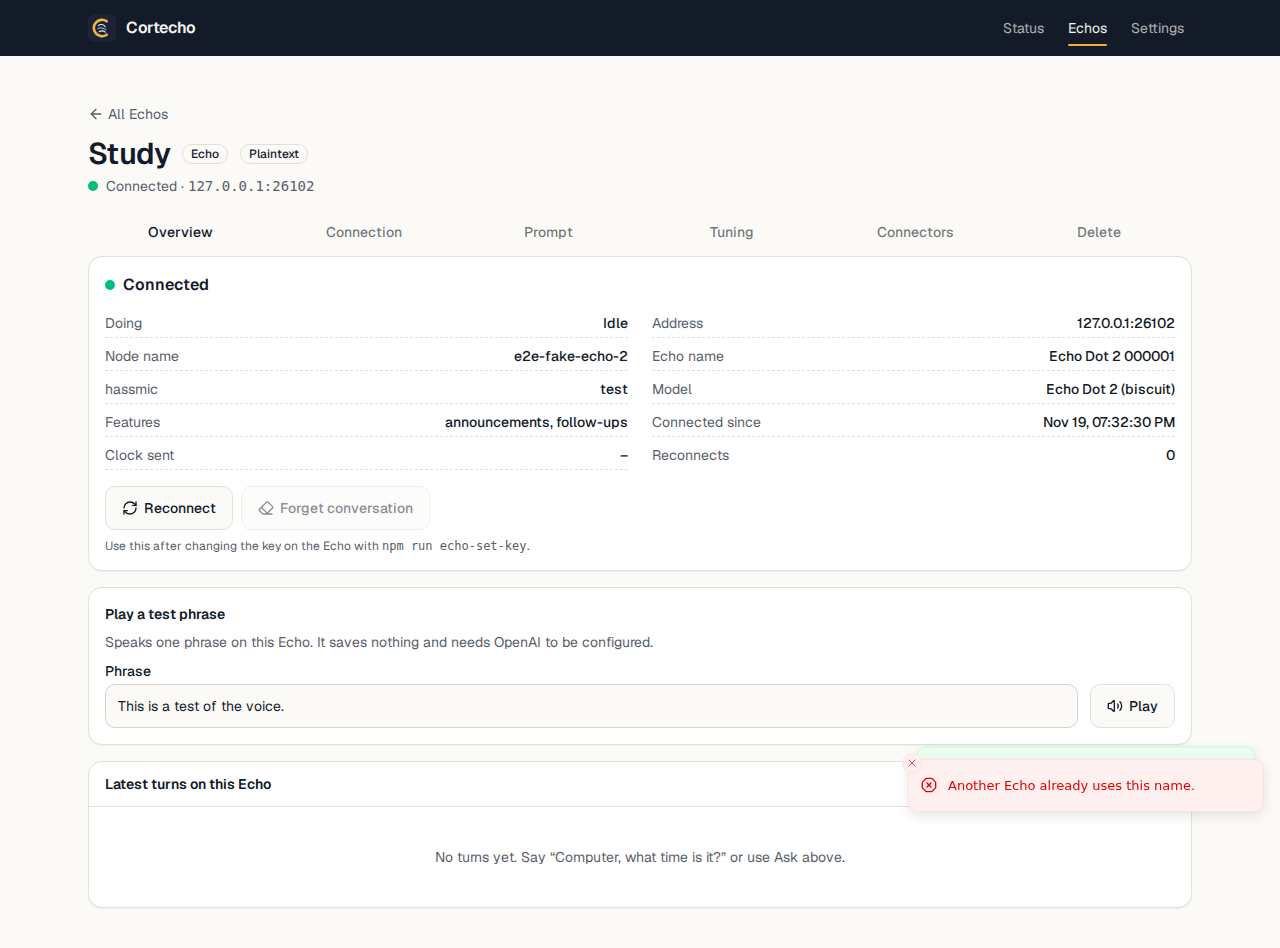 Cortecho
Status
Echos
Settings
All Echos
Study
Echo
Plaintext
Connected · 127.0.0.1:26102
Overview
Connection
Prompt
Tuning
Connectors
Delete
Connected
Doing
Idle
Address
127.0.0.1:26102
Node name
e2e-fake-echo-2
Echo name
Echo Dot 2 000001
hassmic
test
Model
Echo Dot 2 (biscuit)
Features
announcements, follow-ups
Connected since
Nov 19, 07:32:30 PM
Clock sent
–
Reconnects
0
Reconnect
Forget conversation
Use this after changing the key on the Echo with npm run echo-set-key.
Play a test phrase
Speaks one phrase on this Echo. It saves nothing and needs OpenAI to be configured.
Phrase
This is a test of the voice.
Play
Latest turns on this Echo
Another Echo already uses this name.
No turns yet. Say “Computer, what time is it?” or use Ask above.